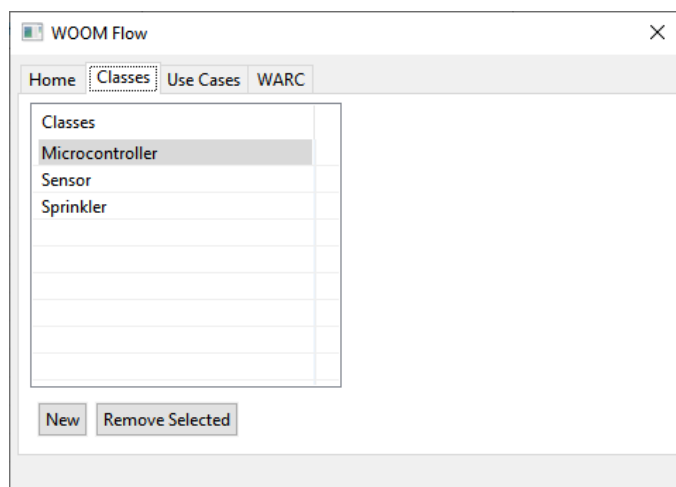 WOOM Flow
Home Classes Use Cases WARC
Classes
Microcontroller
Sensor
Sprinkler
New Remove Selected